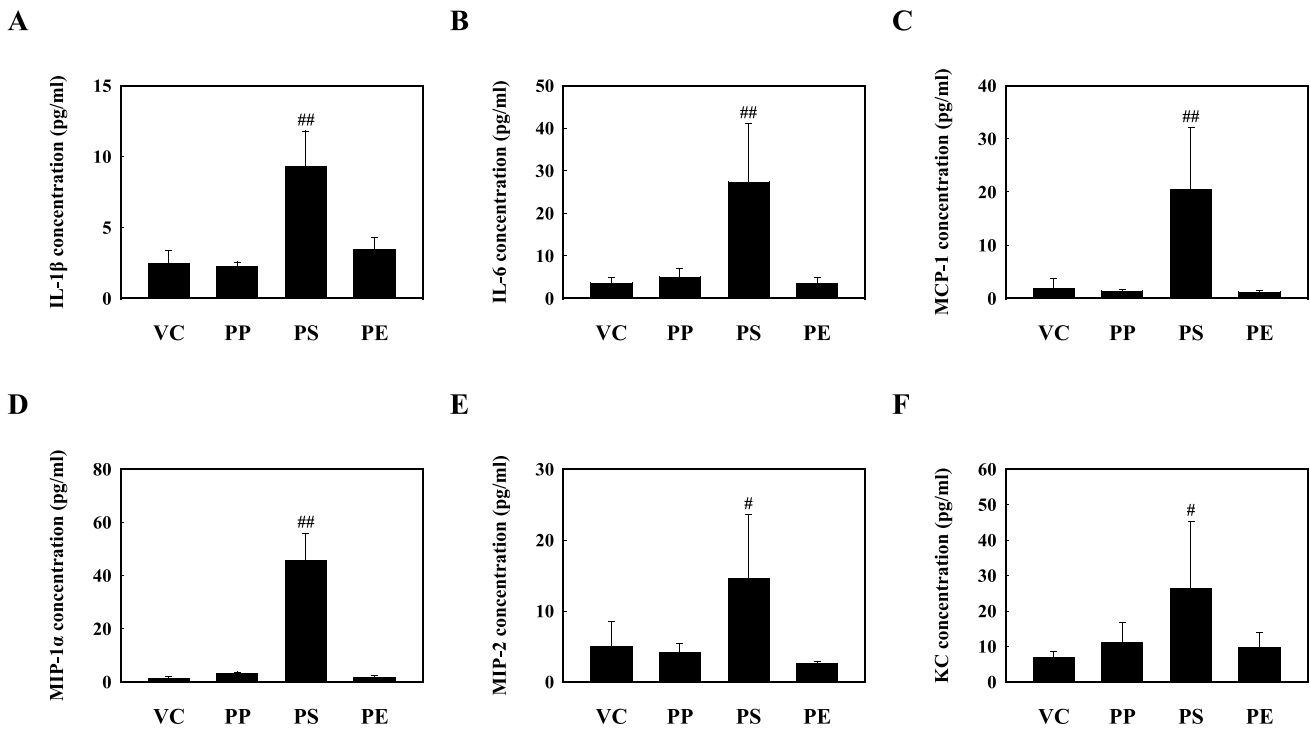 A
IL-1β concentration (pg/ml)
15
10
5
0
##
VC PP PS PE
B
IL-6 concentration (pg/ml)
50
40
30
20
10
0
##
VC PP PS PE
C
MCP-1 concentration (pg/ml)
40
30
20
10
0
##
VC PP PS PE
D
MIP-1α concentration (pg/ml)
80
60
40
20
0
##
VC PP PS PE
E
MIP-2 concentration (pg/ml)
30
20
10
0
#
VC PP PS PE
F
KC concentration (pg/ml)
60
50
40
30
20
10
0
#
VC PP PS PE